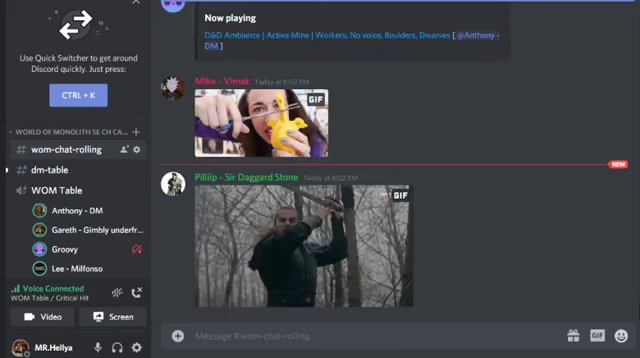 Use Quick Switcher to get around
Discord quickly. Just press:
CTRL + K
WORLD OF MONOLITH SE CH CA...
wom-chat-rolling
dm-table
WOM Table
Anthony - DM
Gareth - Gimbly underfr...
Groovy
Lee - Milfonso
Voice Connected
WOM Table / Critical Hit
Video
Screen
MR.Hellya
Now playing
D&D Ambience | Active Mine | Workers, No voice, Boulders, Dwarves [ @Anthony -
DM ]
Mike - Vimak Today at 8:02 PM
GIF
NEW
Pilliip - Sir Daggard Stone Today at 8:02 PM
GIF
Message #wom-chat-rolling
GIF